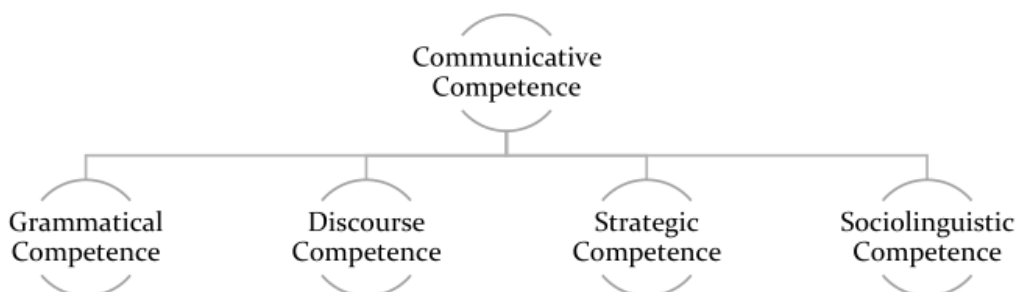 Communicative
Competence
Grammatical
Competence
Discourse
Competence
Strategic
Competence
Sociolinguistic
Competence